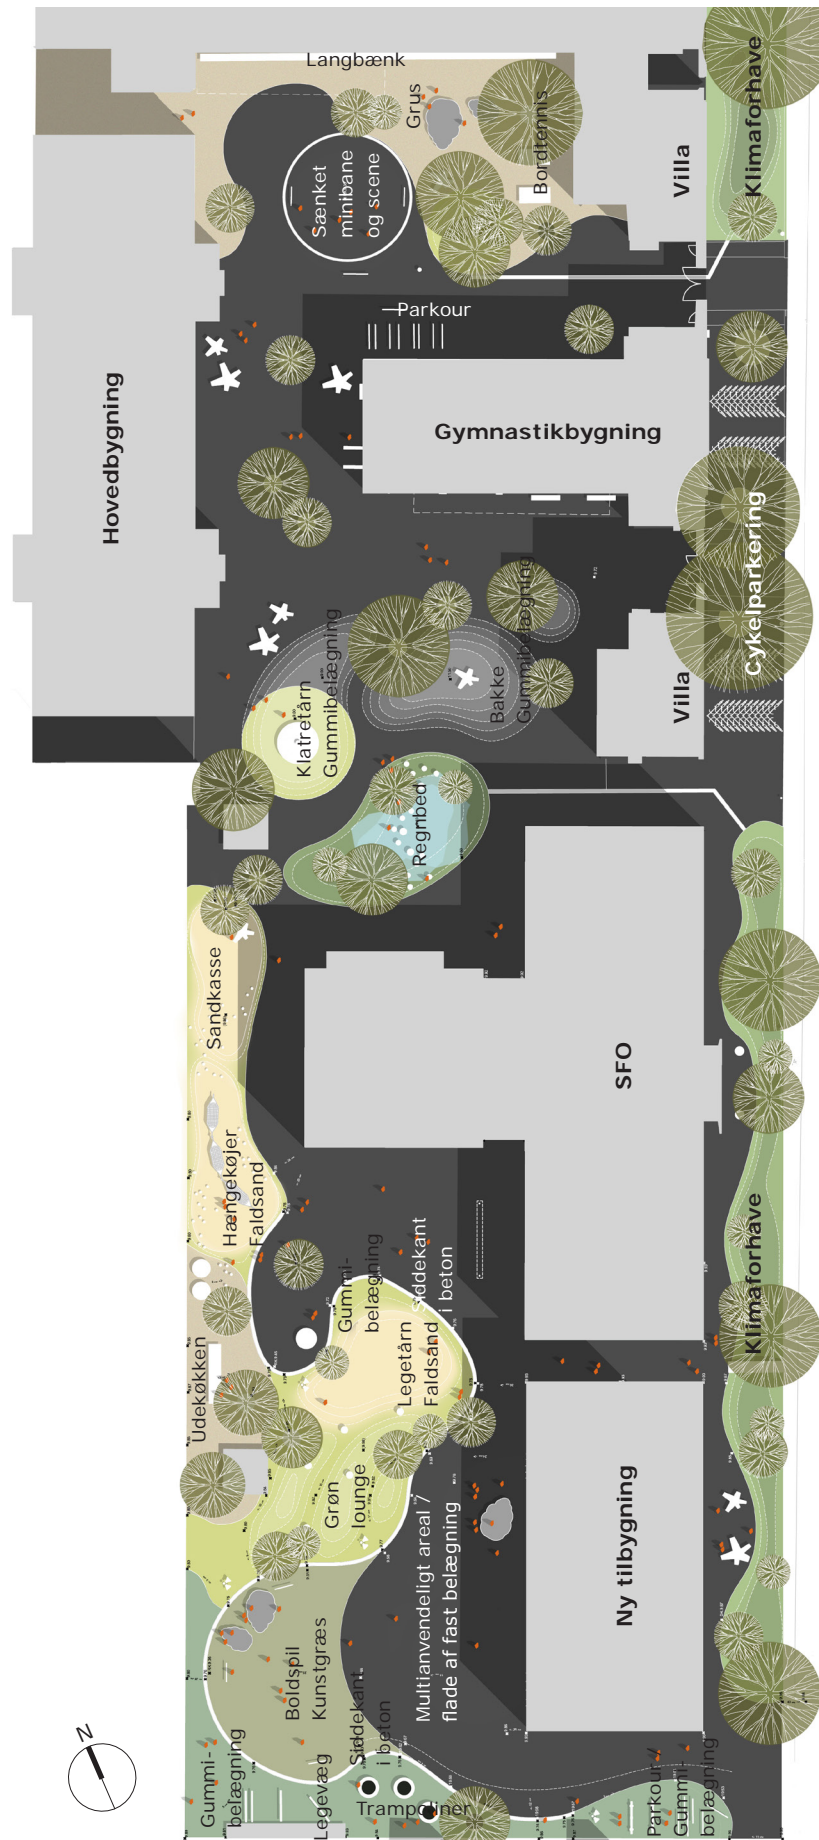 Langbænk
Grus
Klimaforhave
Bordtennis
Villa
Sænket
minibane
og scene
Parkour
Hovedbygning
Gymnastikbygning
Cykelparkering
Klatretårn
Gummibelægning
Bakke
Gummibelægning
Villa
Regnbed
Sandkasse
SFO
Hængekøjer
Faldsand
Gummi-
belægning
Siddekant
i beton
Klimaforhave
Udekøkken
Legetårn
Faldsand
Grøn
lounge
Multianvendeligt areal /
flade af fast belægning
Ny tilbygning
Boldspil
Kunstgræs
Siddekant
i beton
N
Gummi-
belægning
Legevæg
Trampoliner
Parkour
Gummi-
belægning